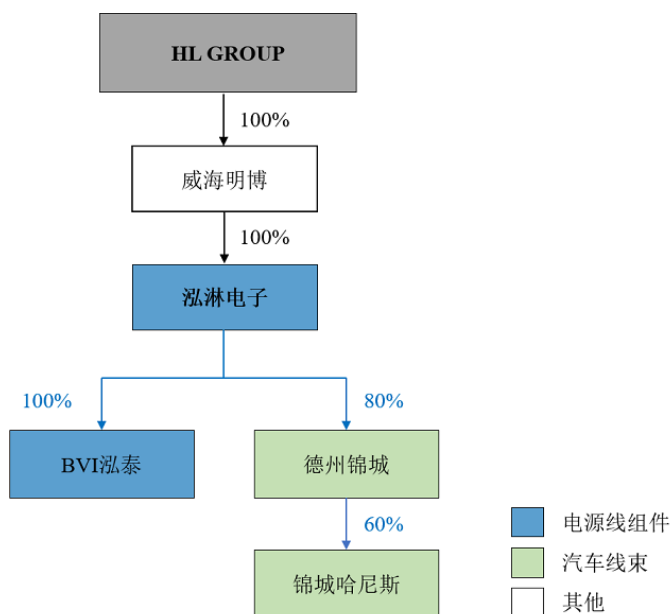 HL GROUP
100%
威海明博
100%
泓淋电子
100%
80%
BVI泓泰
德州锦城
60%
锦城哈尼斯
电源线组件
汽车线束
其他